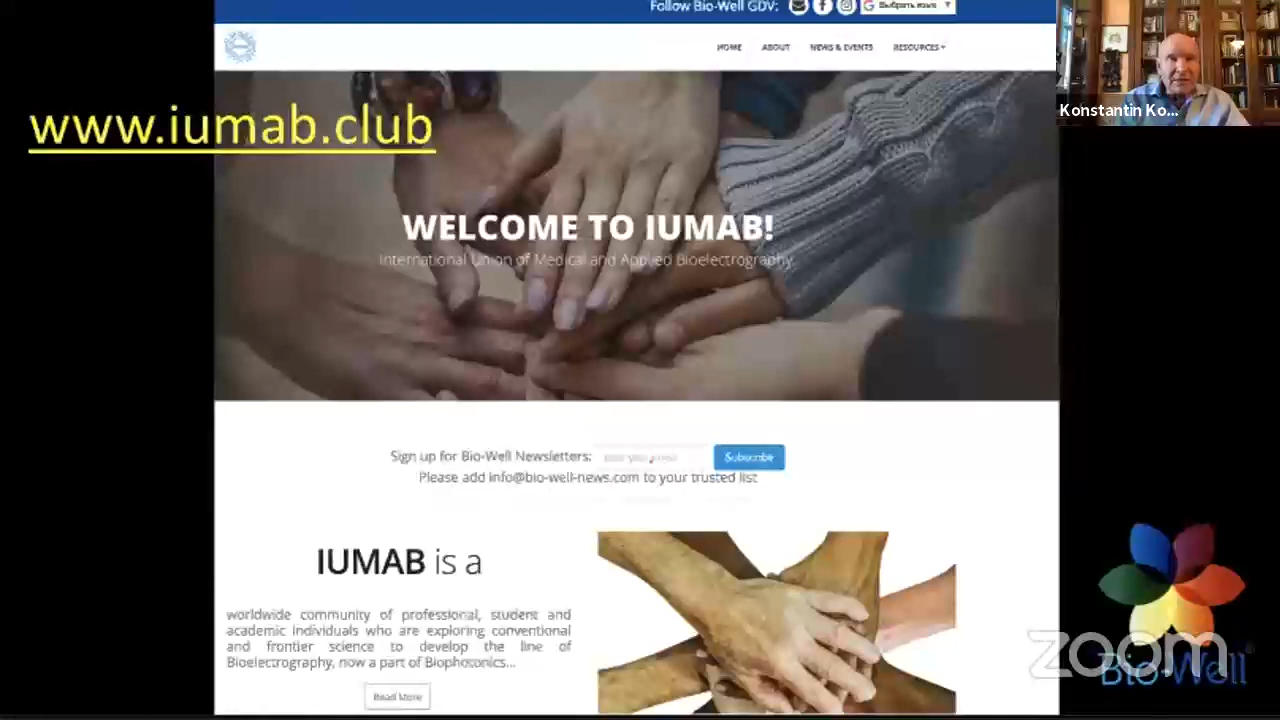 Follow Bio-Well GDV:
Выбрать язык
HOME ABOUT NEWS & EVENTS RESOURCES
Konstantin Ko...
www.iumab.club
WELCOME TO IUMAB!
International Union of Medical and Applied Bioelectrography
Sign up for Bio-Well Newsletters: Subscribe
Please add info@bio-well-news.com to your trusted list
IUMAB is a
worldwide community of professional, student and
academic individuals who are exploring conventional
and frontier science to develop the line of
Bioelectrography, now a part of Biophotonics...
Read More
zoom
Bio-Well